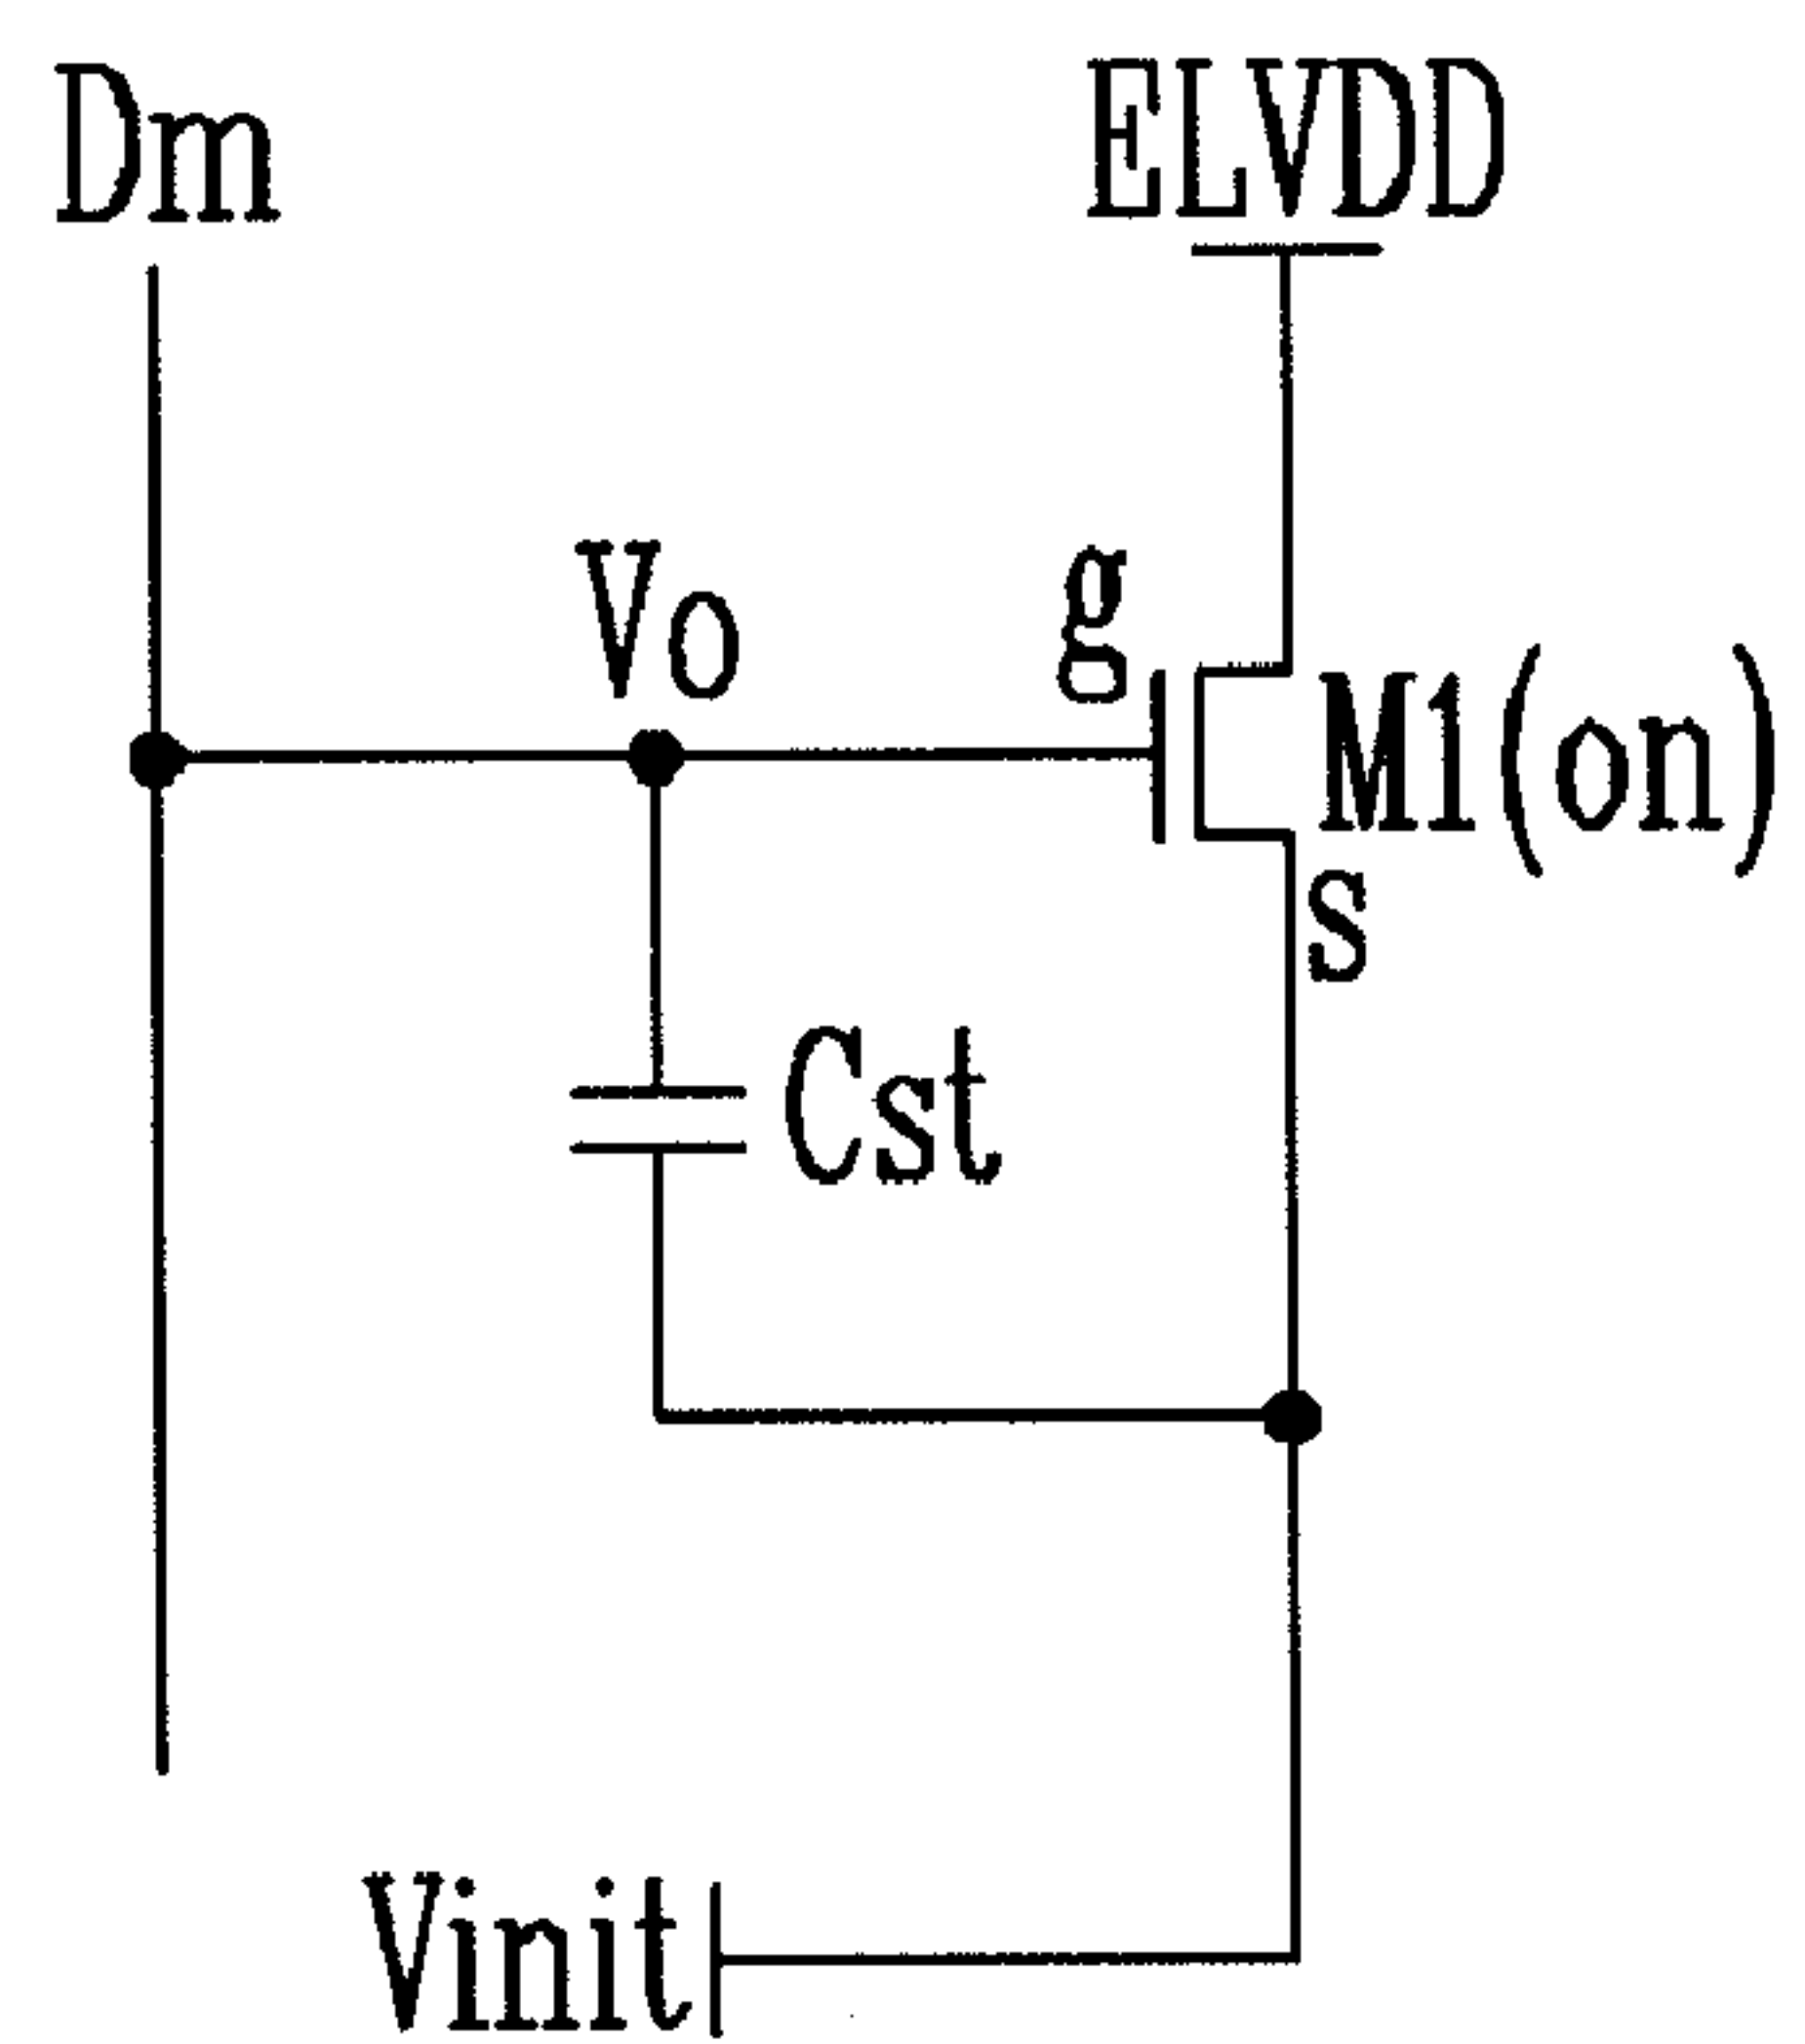 Dm
ELVDD
Vo
g
M1(on)
s
Cst
Vinit